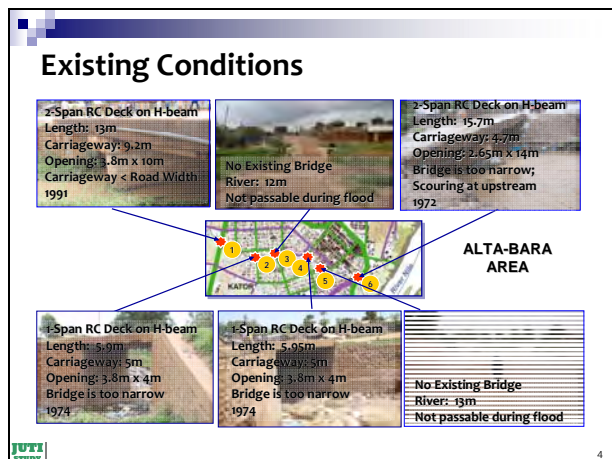 Existing Conditions
2-Span RC Deck on H-beam
Length: 13m
Carriageway: 9.2m
Opening: 3.8m x 10m
Carriageway < Road Width
1991
No Existing Bridge
River: 12m
Not passable during flood
2-Span RC Deck on H-beam
Length: 15.7m
Carriageway: 4.7m
Opening: 2.65m x 14m
Bridge is too narrow;
Scouring at upstream
1972
1
2
3
4
5
6
KATOR
River Nile
ALTA-BARA
AREA
1-Span RC Deck on H-beam
Length: 5.9m
Carriageway: 5m
Opening: 3.8m x 4m
Bridge is too narrow
1974
1-Span RC Deck on H-beam
Length: 5.95m
Carriageway: 5m
Opening: 3.8m x 4m
Bridge is too narrow
1974
No Existing Bridge
River: 13m
Not passable during flood
JUTI
STUDY
4